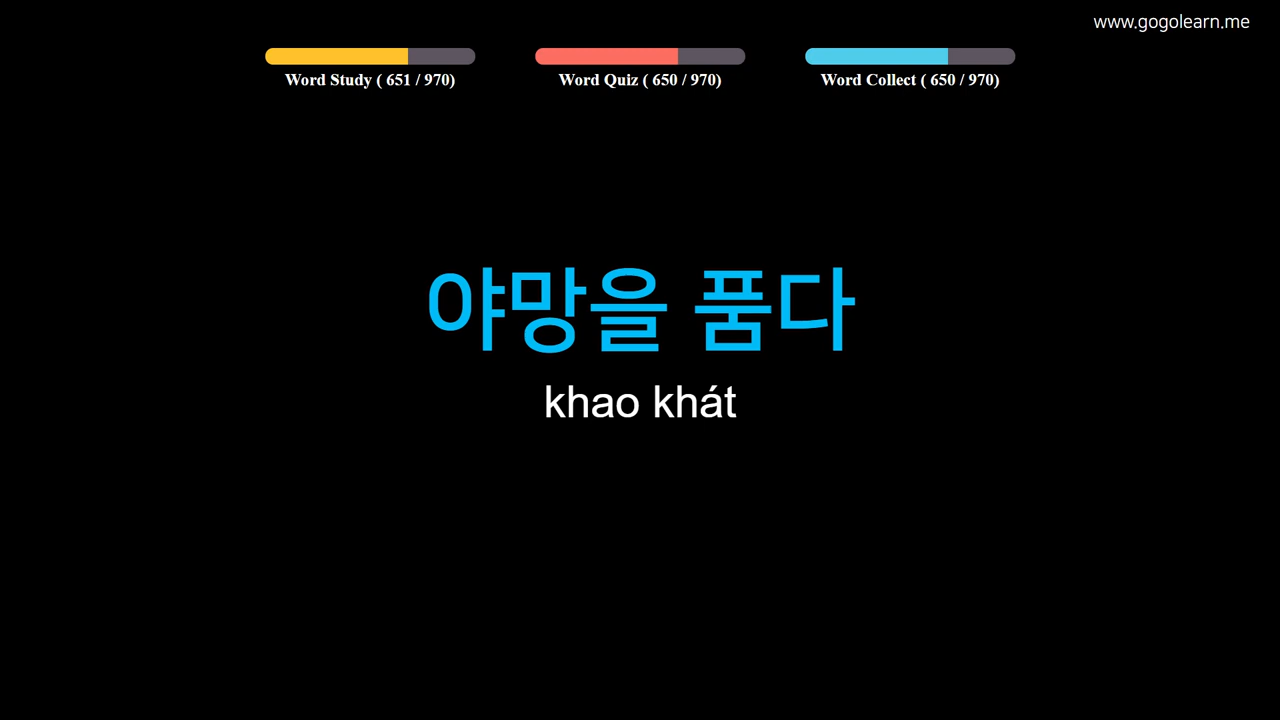 www.gogolearn.me
Word Study ( 651 / 970)
Word Quiz ( 650 / 970)
Word Collect ( 650 / 970)
야망을 품다
khao khát